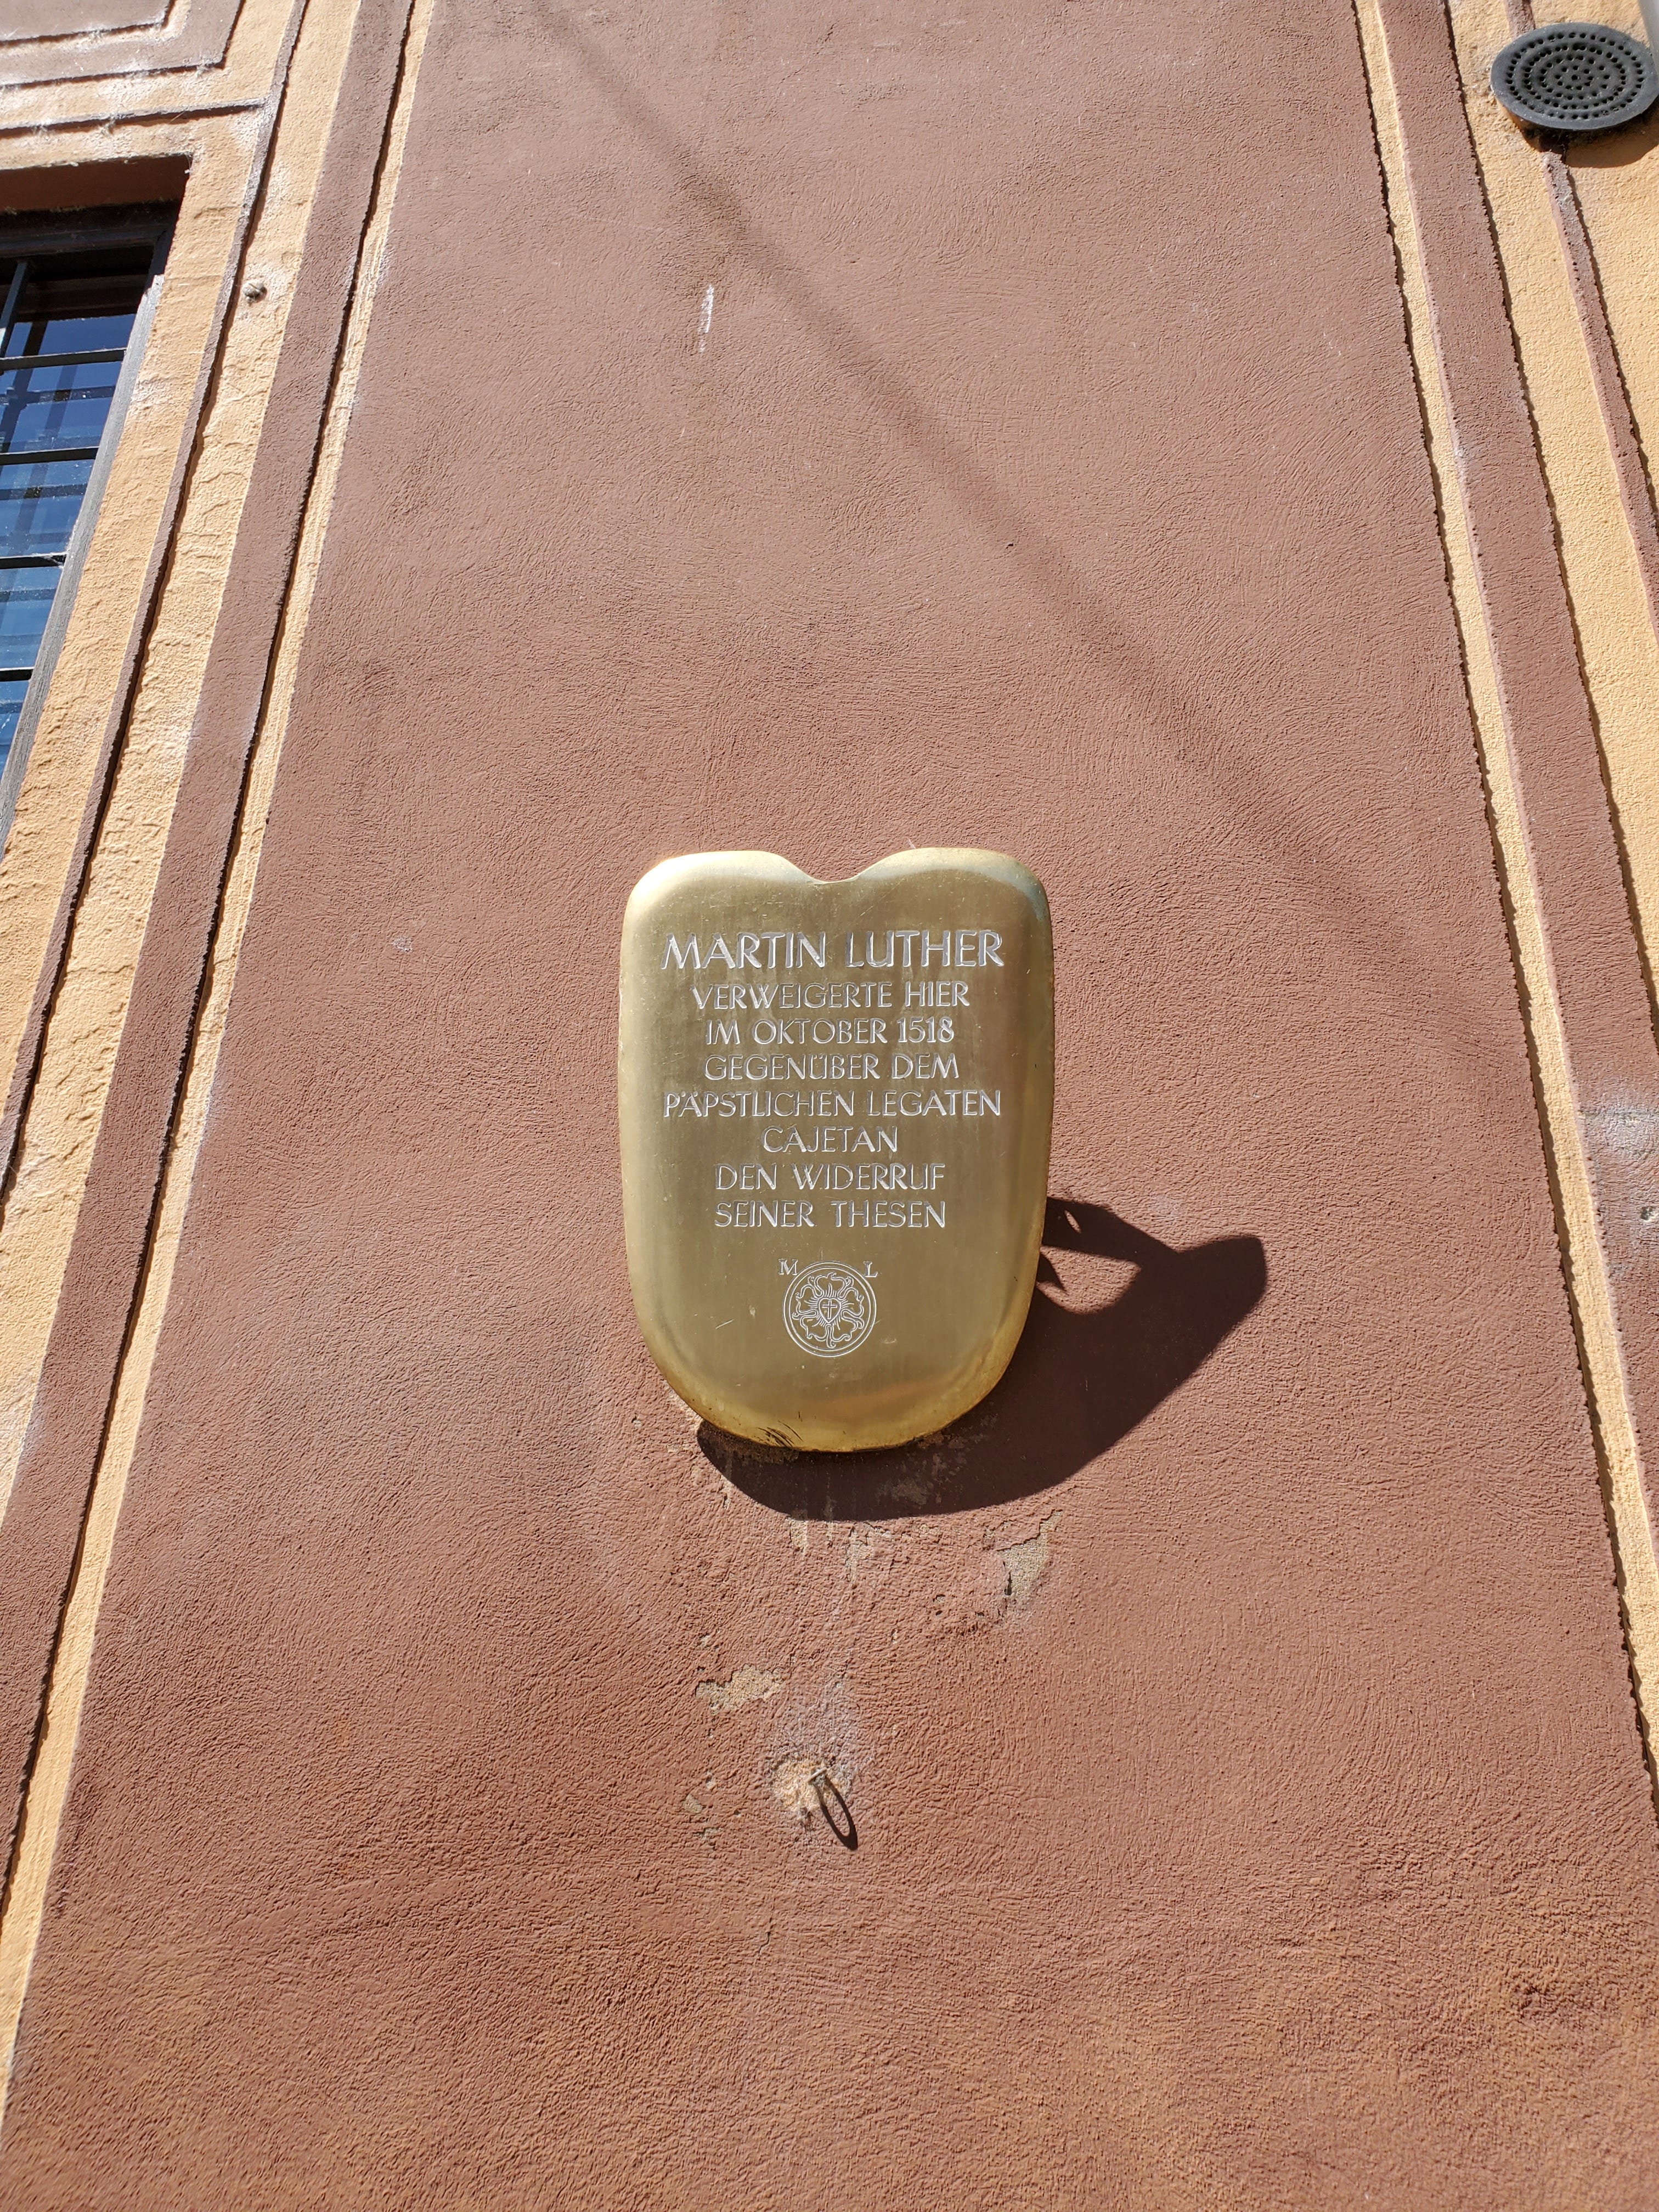 MARTIN LUTHER
VERWEIGERTE HIER
IM OKTOBER 1518
GEGENÜBER DEM
PÄPSTLICHEN LEGATEN
CAJETAN
DEN WIDERRUF
SEINER THESEN
M L